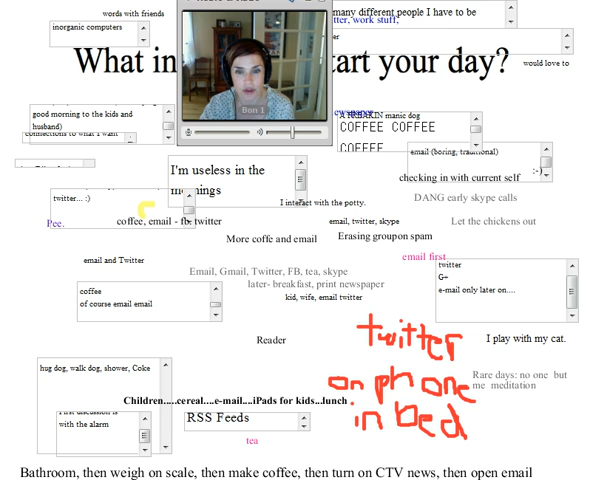 words with friends
many different people I have to be
inorganic computers
tter, work stuff,
er
What in
tart your day?
would love to
Bon 1
good morning to the kids and
husband)
connections to what I want
manic dog
COFFEE COFFEE
COFFEE
email (boring, traditional)
:-)
checking in with current self
I'm useless in the
mornings
twitter... :)
I interact with the potty.
DANG early skype calls
Pee.
coffee, email - fb twitter
email, twitter, skype
Let the chickens out
More coffe and email
Erasing groupon spam
email and Twitter
email first
Email, Gmail, Twitter, FB, tea, skype
later- breakfast, print newspaper
twitter
G+
e-mail only later on....
coffee
of course email email
kid, wife, email twitter
Reader
twitter
on phone
in bed
I play with my cat.
hug dog, walk dog, shower, Coke
Rare days: no one but
me meditation
Children.....cereal....e-mail....iPads for kids...lunch
First discussion is
with the alarm
RSS Feeds
tea
Bathroom, then weigh on scale, then make coffee, then turn on CTV news, then open email